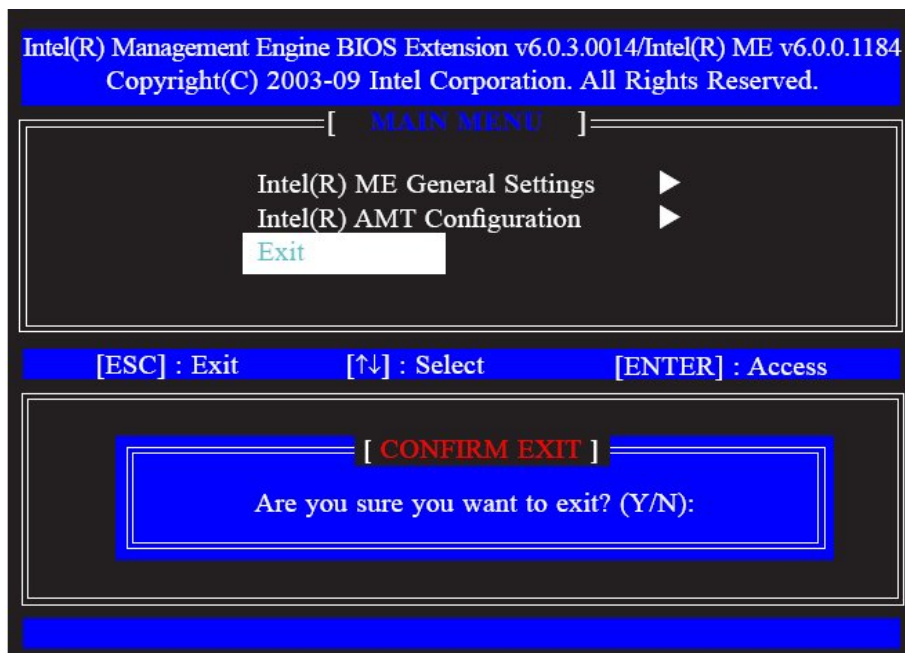 Intel(R) Management Engine BIOS Extension v6.0.3.0014/Intel(R) ME v6.0.0.1184
Copyright(C) 2003-09 Intel Corporation. All Rights Reserved.
[ MAIN MENU ]
Intel(R) ME General Settings ▶
Intel(R) AMT Configuration ▶
Exit
[ESC] : Exit [↑↓] : Select [ENTER] : Access
[ CONFIRM EXIT ]
Are you sure you want to exit? (Y/N):